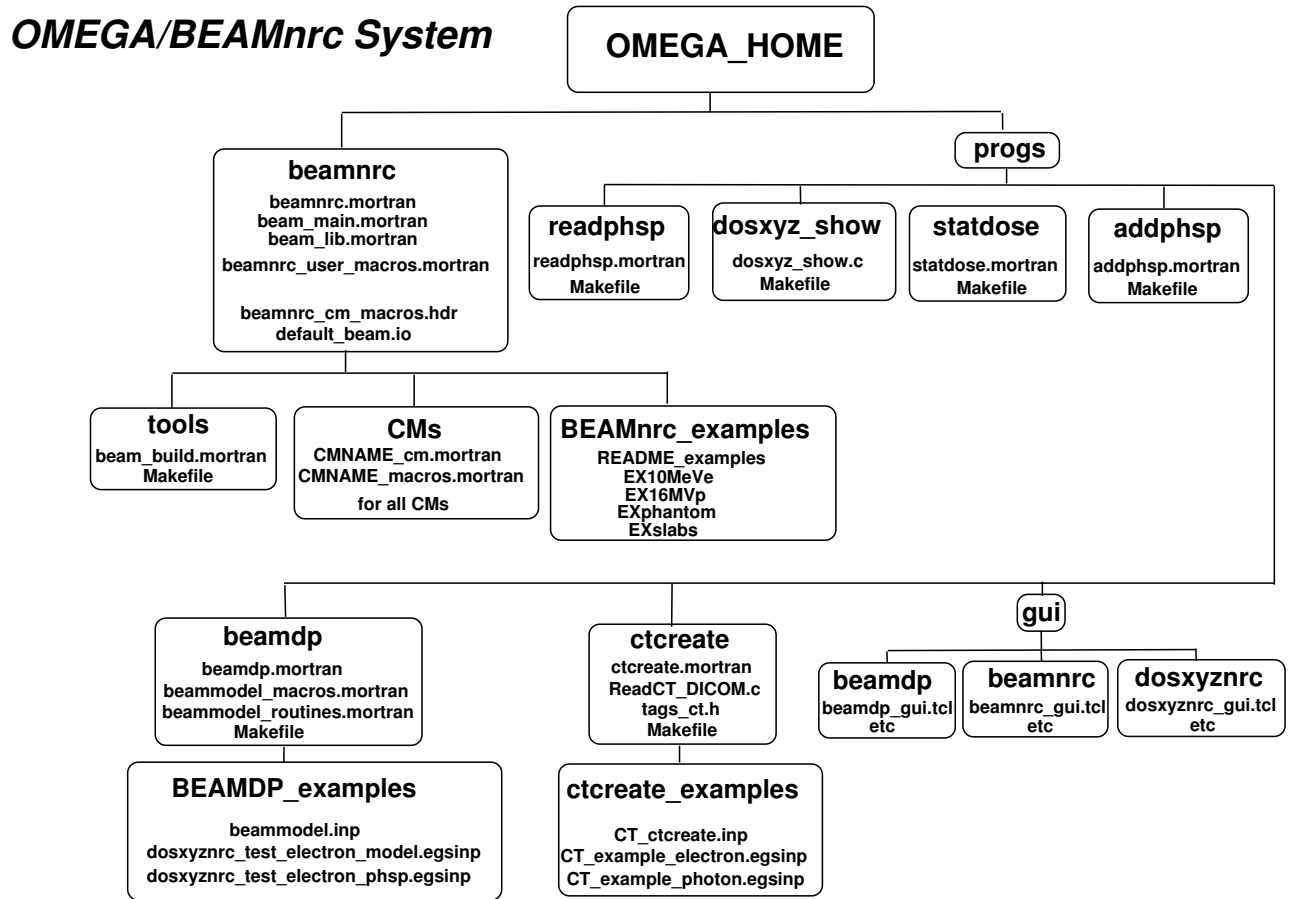 OMEGA/BEAMnrc System
OMEGA_HOME
beamnrc
beamnrc.mortran
beam_main.mortran
beam_lib.mortran
beamnrc_user_macros.mortran
beamnrc_cm_macros.hdr
default_beam.io
progs
readphsp
readphsp.mortran
Makefile
dosxyz_show
dosxyz_show.c
Makefile
statdose
statdose.mortran
Makefile
addphsp
addphsp.mortran
Makefile
tools
beam_build.mortran
Makefile
CMs
CMNAME_cm.mortran
CMNAME_macros.mortran
for all CMs
BEAMnrc_examples
README_examples
EX10MeVe
EX16MVp
EXphantom
EXslabs
beamdp
beamdp.mortran
beammodel_macros.mortran
beammodel_routines.mortran
Makefile
BEAMDP_examples
beammodel.inp
dosxyznrc_test_electron_model.egsinp
dosxyznrc_test_electron_phsp.egsinp
ctcreate
ctcreate.mortran
ReadCT_DICOM.c
tags_ct.h
Makefile
ctcreate_examples
CT_ctcreate.inp
CT_example_electron.egsinp
CT_example_photon.egsinp
gui
beamdp
beamdp_gui.tcl
etc
beamnrc
beamnrc_gui.tcl
etc
dosxyznrc
dosxyznrc_gui.tcl
etc